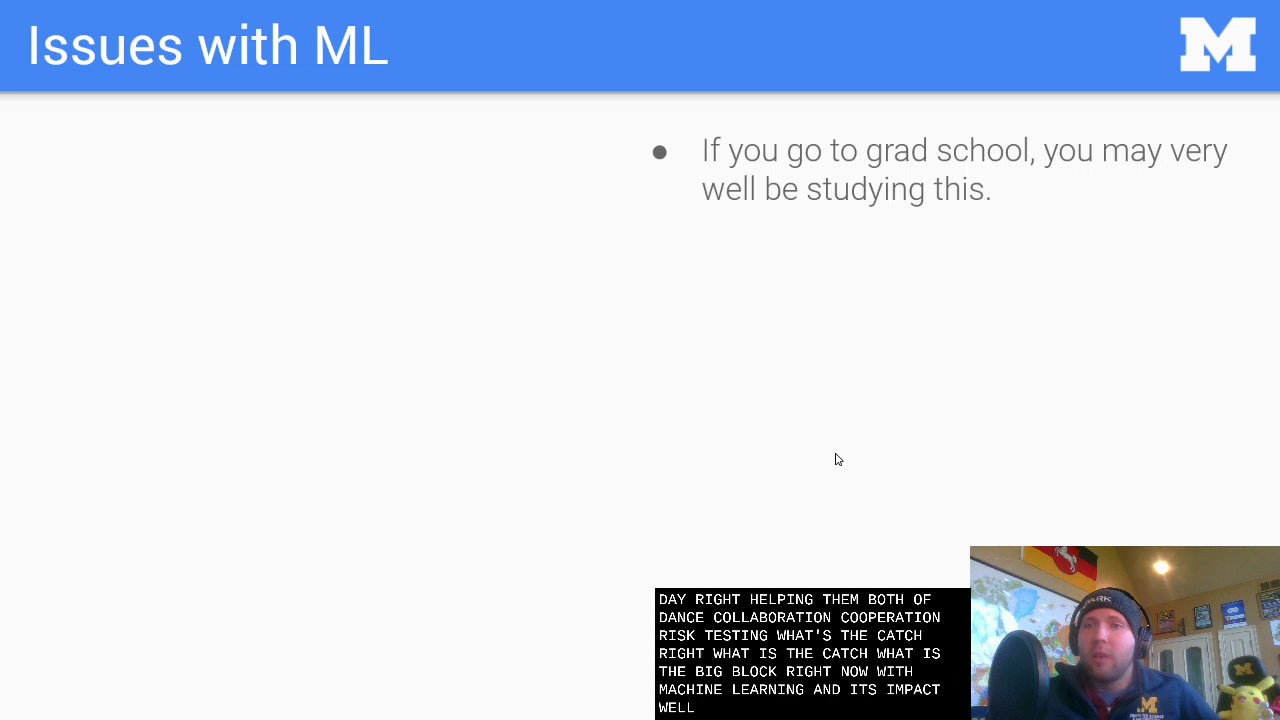 Issues with ML
M
● If you go to grad school, you may very
well be studying this.
DAY RIGHT HELPING THEM BOTH OF
DANCE COLLABORATION COOPERATION
RISK TESTING WHAT'S THE CATCH
RIGHT WHAT IS THE CATCH WHAT IS
THE BIG BLOCK RIGHT NOW WITH
MACHINE LEARNING AND ITS IMPACT
WELL
M
M